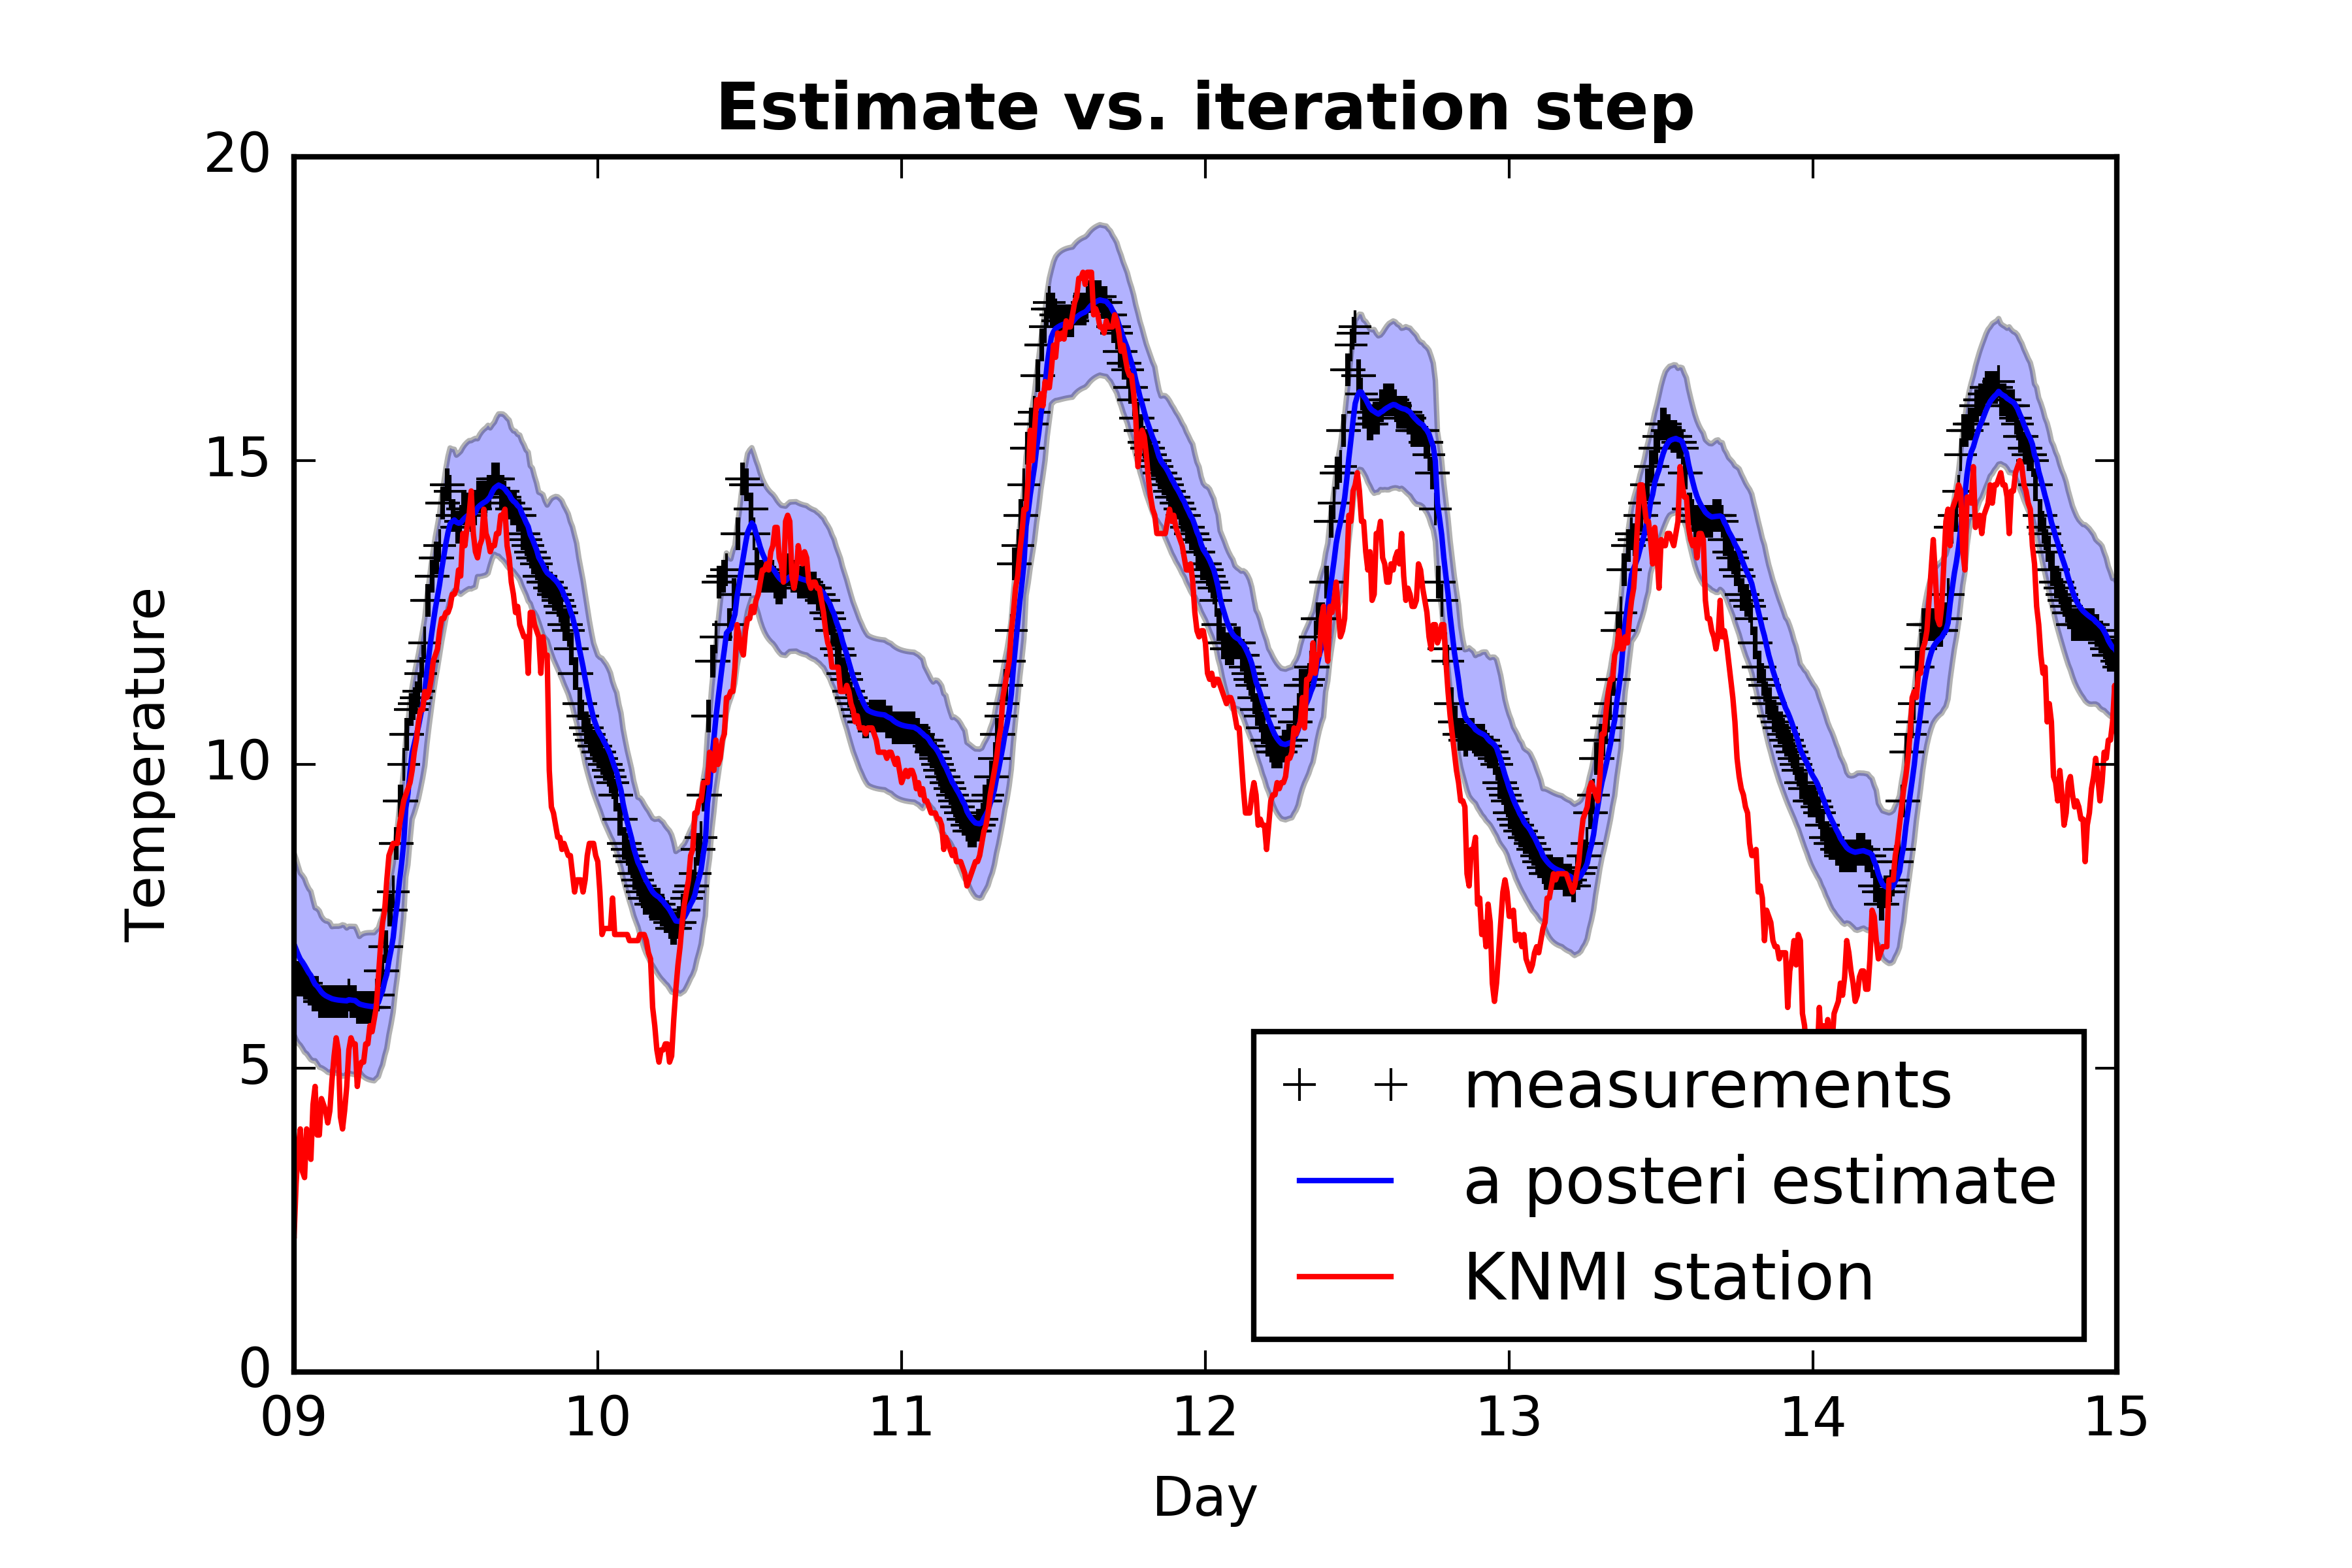 Estimate vs. iteration step
20
15
10
5
0
Temperature
09 10 11 12 13 14 15
Day
measurements
a posteri estimate
KNMI station